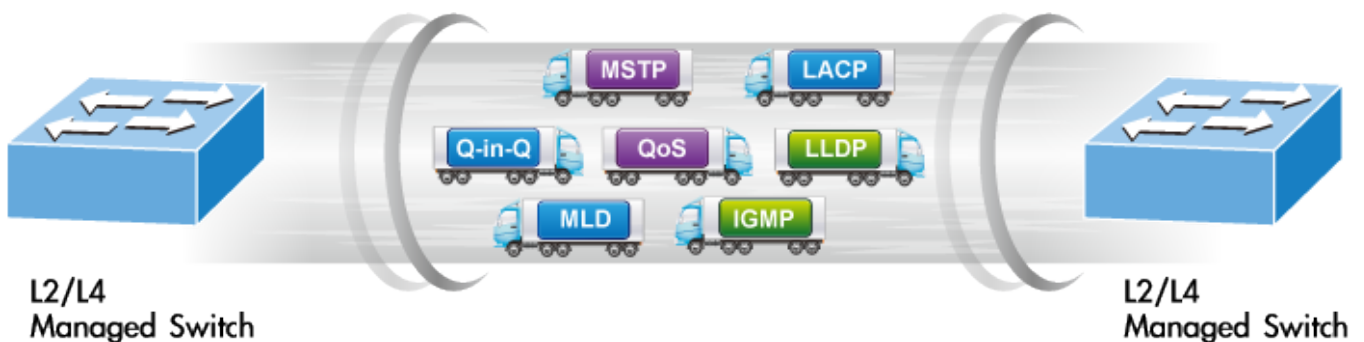 MSTP
LACP
Q-in-Q
QoS
LLDP
MLD
IGMP
L2/L4
Managed Switch
L2/L4
Managed Switch